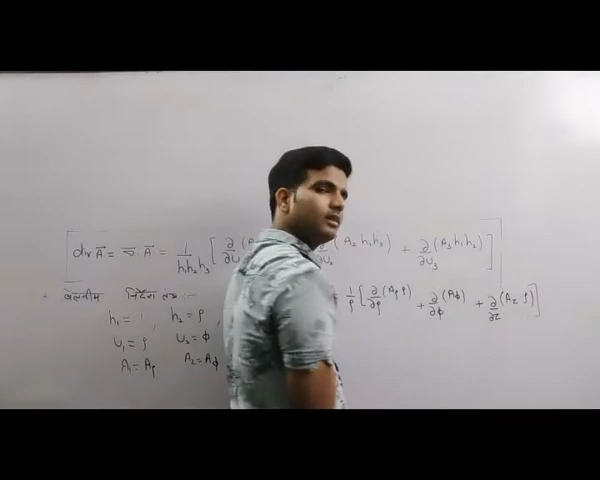 div A⃗ = ∇⃗. A⃗ = 1/h₁h₂h₃ [ ∂/∂u₁ (A A₂ h₁h₃) + ∂/∂u₃ (A₃ h₁h₂) ]
बेलनीय निर्देश तंत्र :-
h₁ = 1, h₂ = ρ, 1/ρ [ ∂/∂ρ (Aρ ρ) + ∂/∂φ (Aφ) + ∂/∂z (Az ρ) ]
u₁ = ρ u₂ = φ
A₁ = Aρ A₂ = Aφ